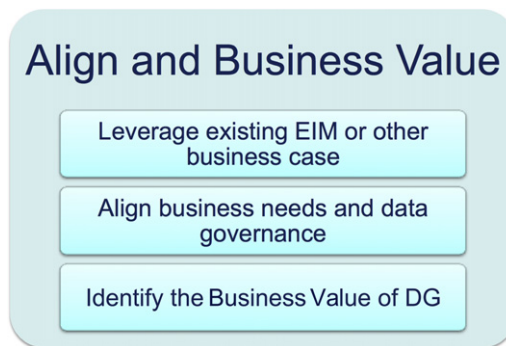 Align and Business Value
Leverage existing EIM or other
business case
Align business needs and data
governance
Identify the Business Value of DG